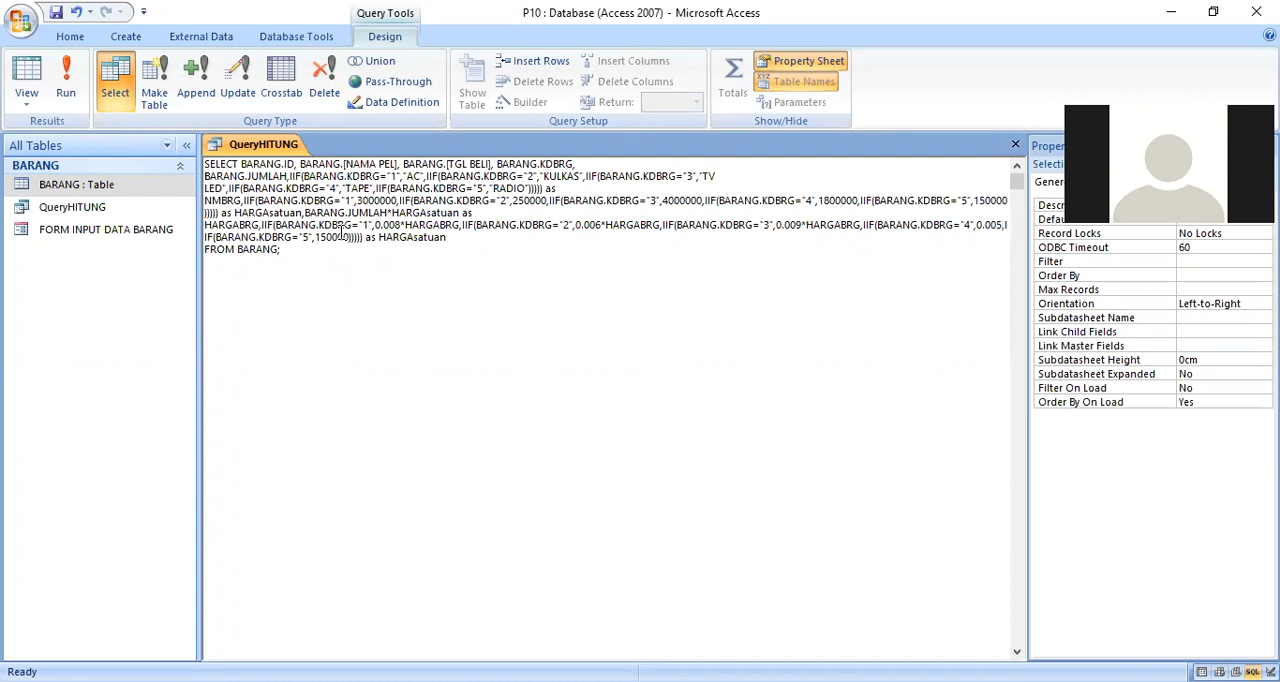 P10 : Database (Access 2007) - Microsoft Access
Query Tools
Home
Create
External Data
Database Tools
Design
View
Run
Results
Select
Make Table
Append
Update
Crosstab
Delete
Union
Pass-Through
Data Definition
Query Type
Show Table
Insert Rows
Delete Rows
Builder
Insert Columns
Delete Columns
Return:
Query Setup
Totals
Property Sheet
Table Names
Parameters
Show/Hide
All Tables
BARANG
BARANG : Table
QueryHITUNG
FORM INPUT DATA BARANG
QueryHITUNG
SELECT BARANG.ID, BARANG.[NAMA PEL], BARANG.[TGL BELI], BARANG.KDBRG,
BARANG.JUMLAH,IIF(BARANG.KDBRG="1","AC",IIF(BARANG.KDBRG="2","KULKAS",IIF(BARANG.KDBRG="3","TV
LED",IIF(BARANG.KDBRG="4","TAPE",IIF(BARANG.KDBRG="5","RADIO"))))) as
NMBRG,IIF(BARANG.KDBRG="1",3000000,IIF(BARANG.KDBRG="2",250000,IIF(BARANG.KDBRG="3",4000000,IIF(BARANG.KDBRG="4",1800000,IIF(BARANG.KDBRG="5",150000
))))) as HARGAsatuan,BARANG.JUMLAH*HARGAsatuan as
HARGABRG,IIF(BARANG.KDBRG="1",0.008*HARGABRG,IIF(BARANG.KDBRG="2",0.006*HARGABRG,IIF(BARANG.KDBRG="3",0.009*HARGABRG,IIF(BARANG.KDBRG="4",0.005,I
IF(BARANG.KDBRG="5",150000))))) as HARGAsatuan
FROM BARANG;
Record Locks No Locks
ODBC Timeout 60
Filter
Order By
Max Records
Orientation Left-to-Right
Subdatasheet Name
Link Child Fields
Link Master Fields
Subdatasheet Height 0cm
Subdatasheet Expanded No
Filter On Load No
Order By On Load Yes
Ready
SQL